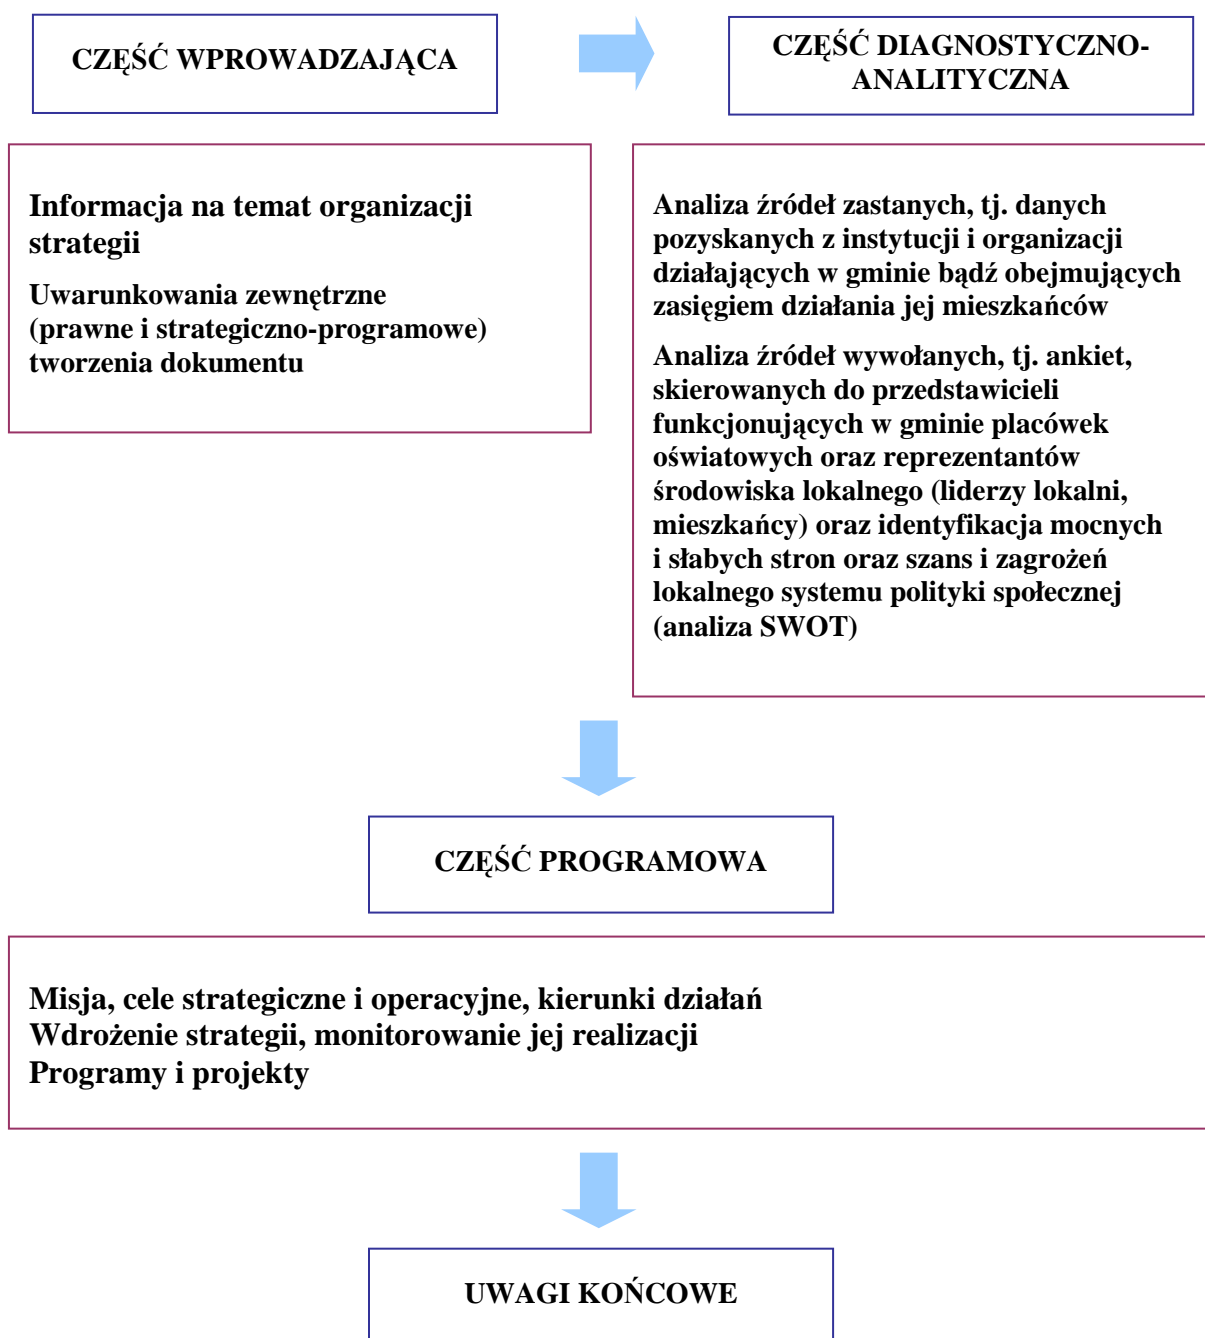 CZĘŚĆ WPROWADZAJĄCA
CZĘŚĆ DIAGNOSTYCZNO-
ANALITYCZNA
Informacja na temat organizacji
strategii
Uwarunkowania zewnętrzne
(prawne i strategiczno-programowe)
tworzenia dokumentu
Analiza źródeł zastanych, tj. danych
pozyskanych z instytucji i organizacji
działających w gminie bądź obejmujących
zasięgiem działania jej mieszkańców
Analiza źródeł wywołanych, tj. ankiet,
skierowanych do przedstawicieli
funkcjonujących w gminie placówek
oświatowych oraz reprezentantów
środowiska lokalnego (liderzy lokalni,
mieszkańcy) oraz identyfikacja mocnych
i słabych stron oraz szans i zagrożeń
lokalnego systemu polityki społecznej
(analiza SWOT)
CZĘŚĆ PROGRAMOWA
Misja, cele strategiczne i operacyjne, kierunki działań
Wdrożenie strategii, monitorowanie jej realizacji
Programy i projekty
UWAGI KOŃCOWE